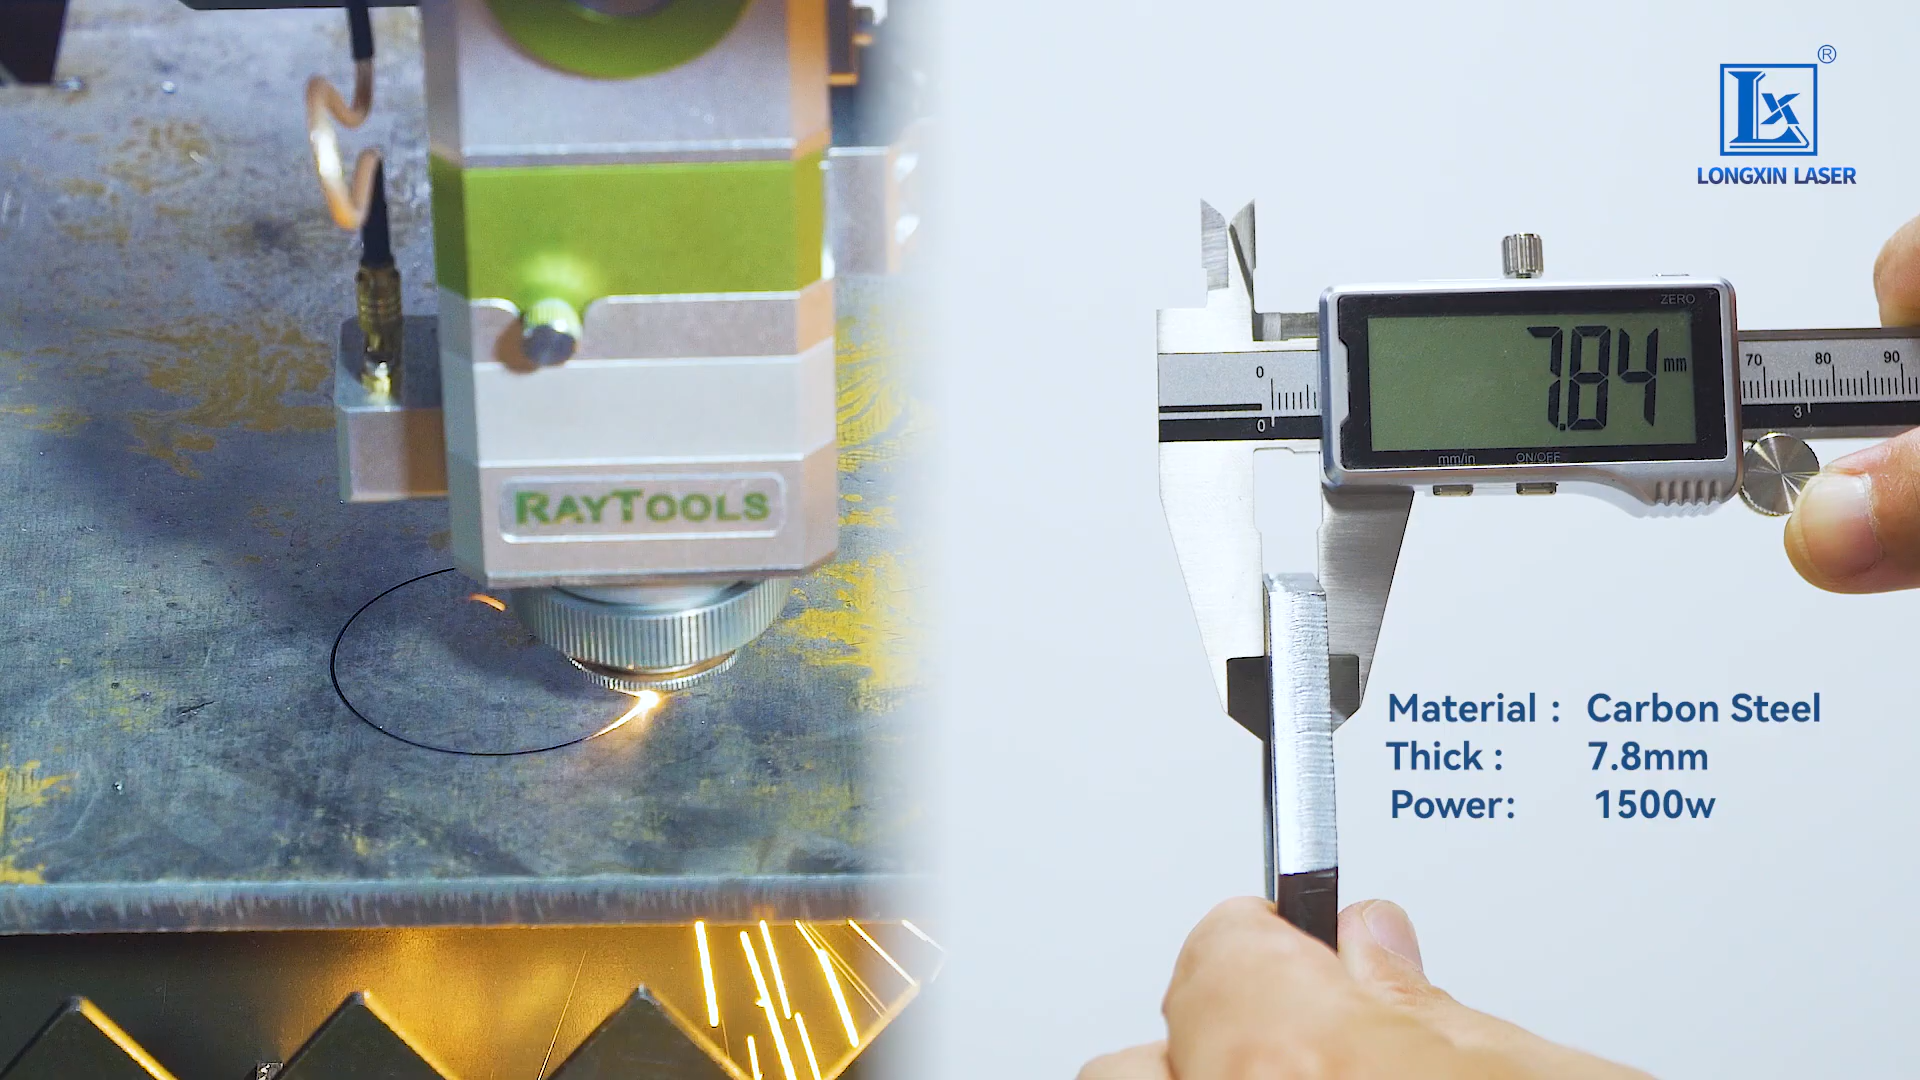 RAYTOOLS
LX
®
LONGXIN LASER
ZERO
7.84 mm
0
70 80 90
0
3
mm/in ON/OFF
Material : Carbon Steel
Thick : 7.8mm
Power: 1500w